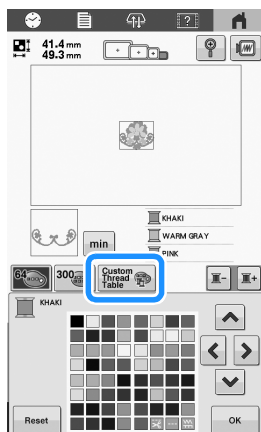 41.4 mm
49.3 mm
KHAKI
WARM GRAY
PINK
min
64
300
Custom
Thread
Table
KHAKI
Reset
OK